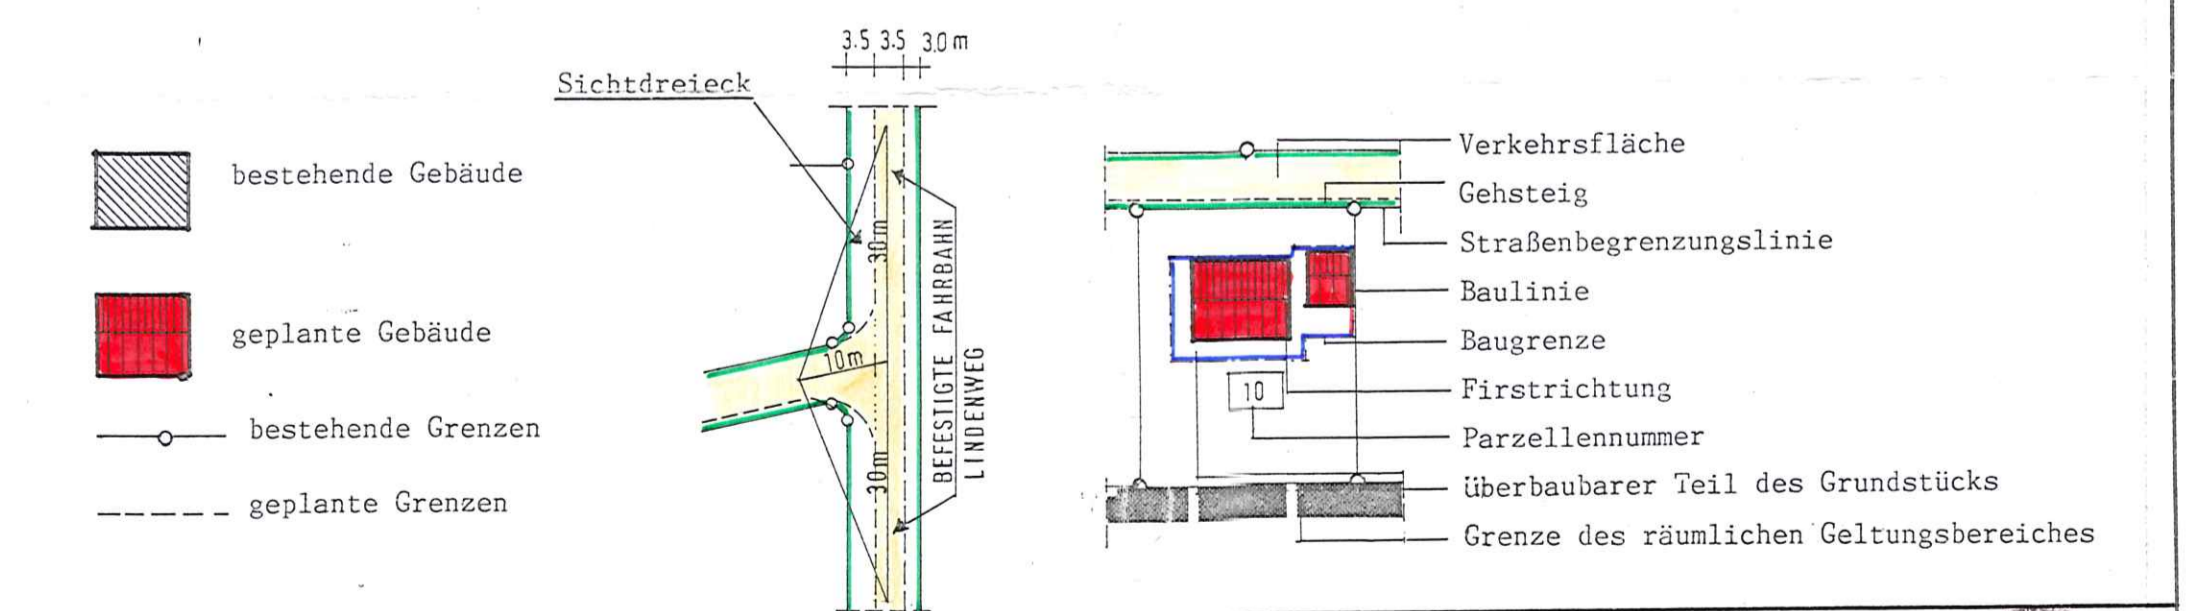 bestehende Gebäude
geplante Gebäude
bestehende Grenzen
geplante Grenzen
3.5 3.5 3.0 m
Sichtdreieck
30m
10m
30m
BEFESTIGTE FAHRBAHN
LINDENWEG
10
Verkehrsfläche
Gehsteig
Straßenbegrenzungslinie
Baulinie
Baugrenze
Firstrichtung
Parzellennummer
überbaubarer Teil des Grundstücks
Grenze des räumlichen Geltungsbereiches